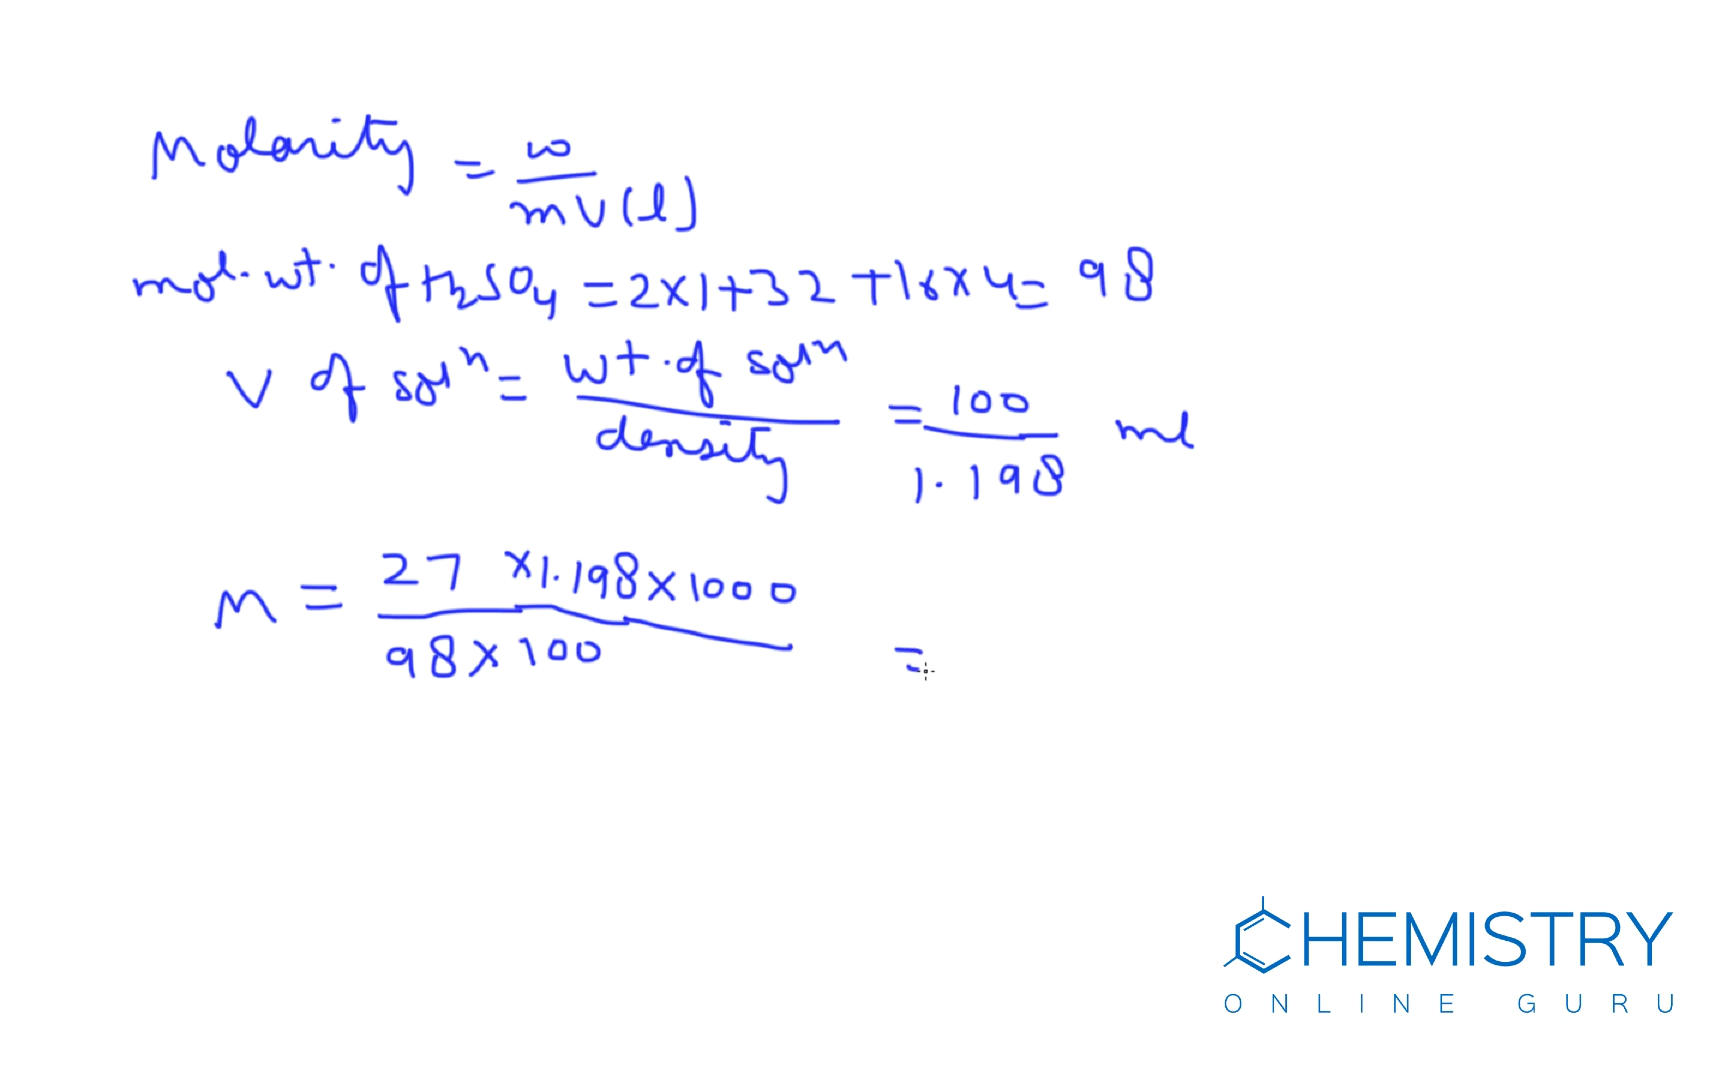 Molarity = w / m V(l)
mol. wt. of H2SO4 = 2×1+32 +16×4= 98
V of solⁿ = wt. of solⁿ / density = 100 / 1.198 ml
M = 27 ×1.198×1000 / 98×100 =
CHEMISTRY
ONLINE GURU